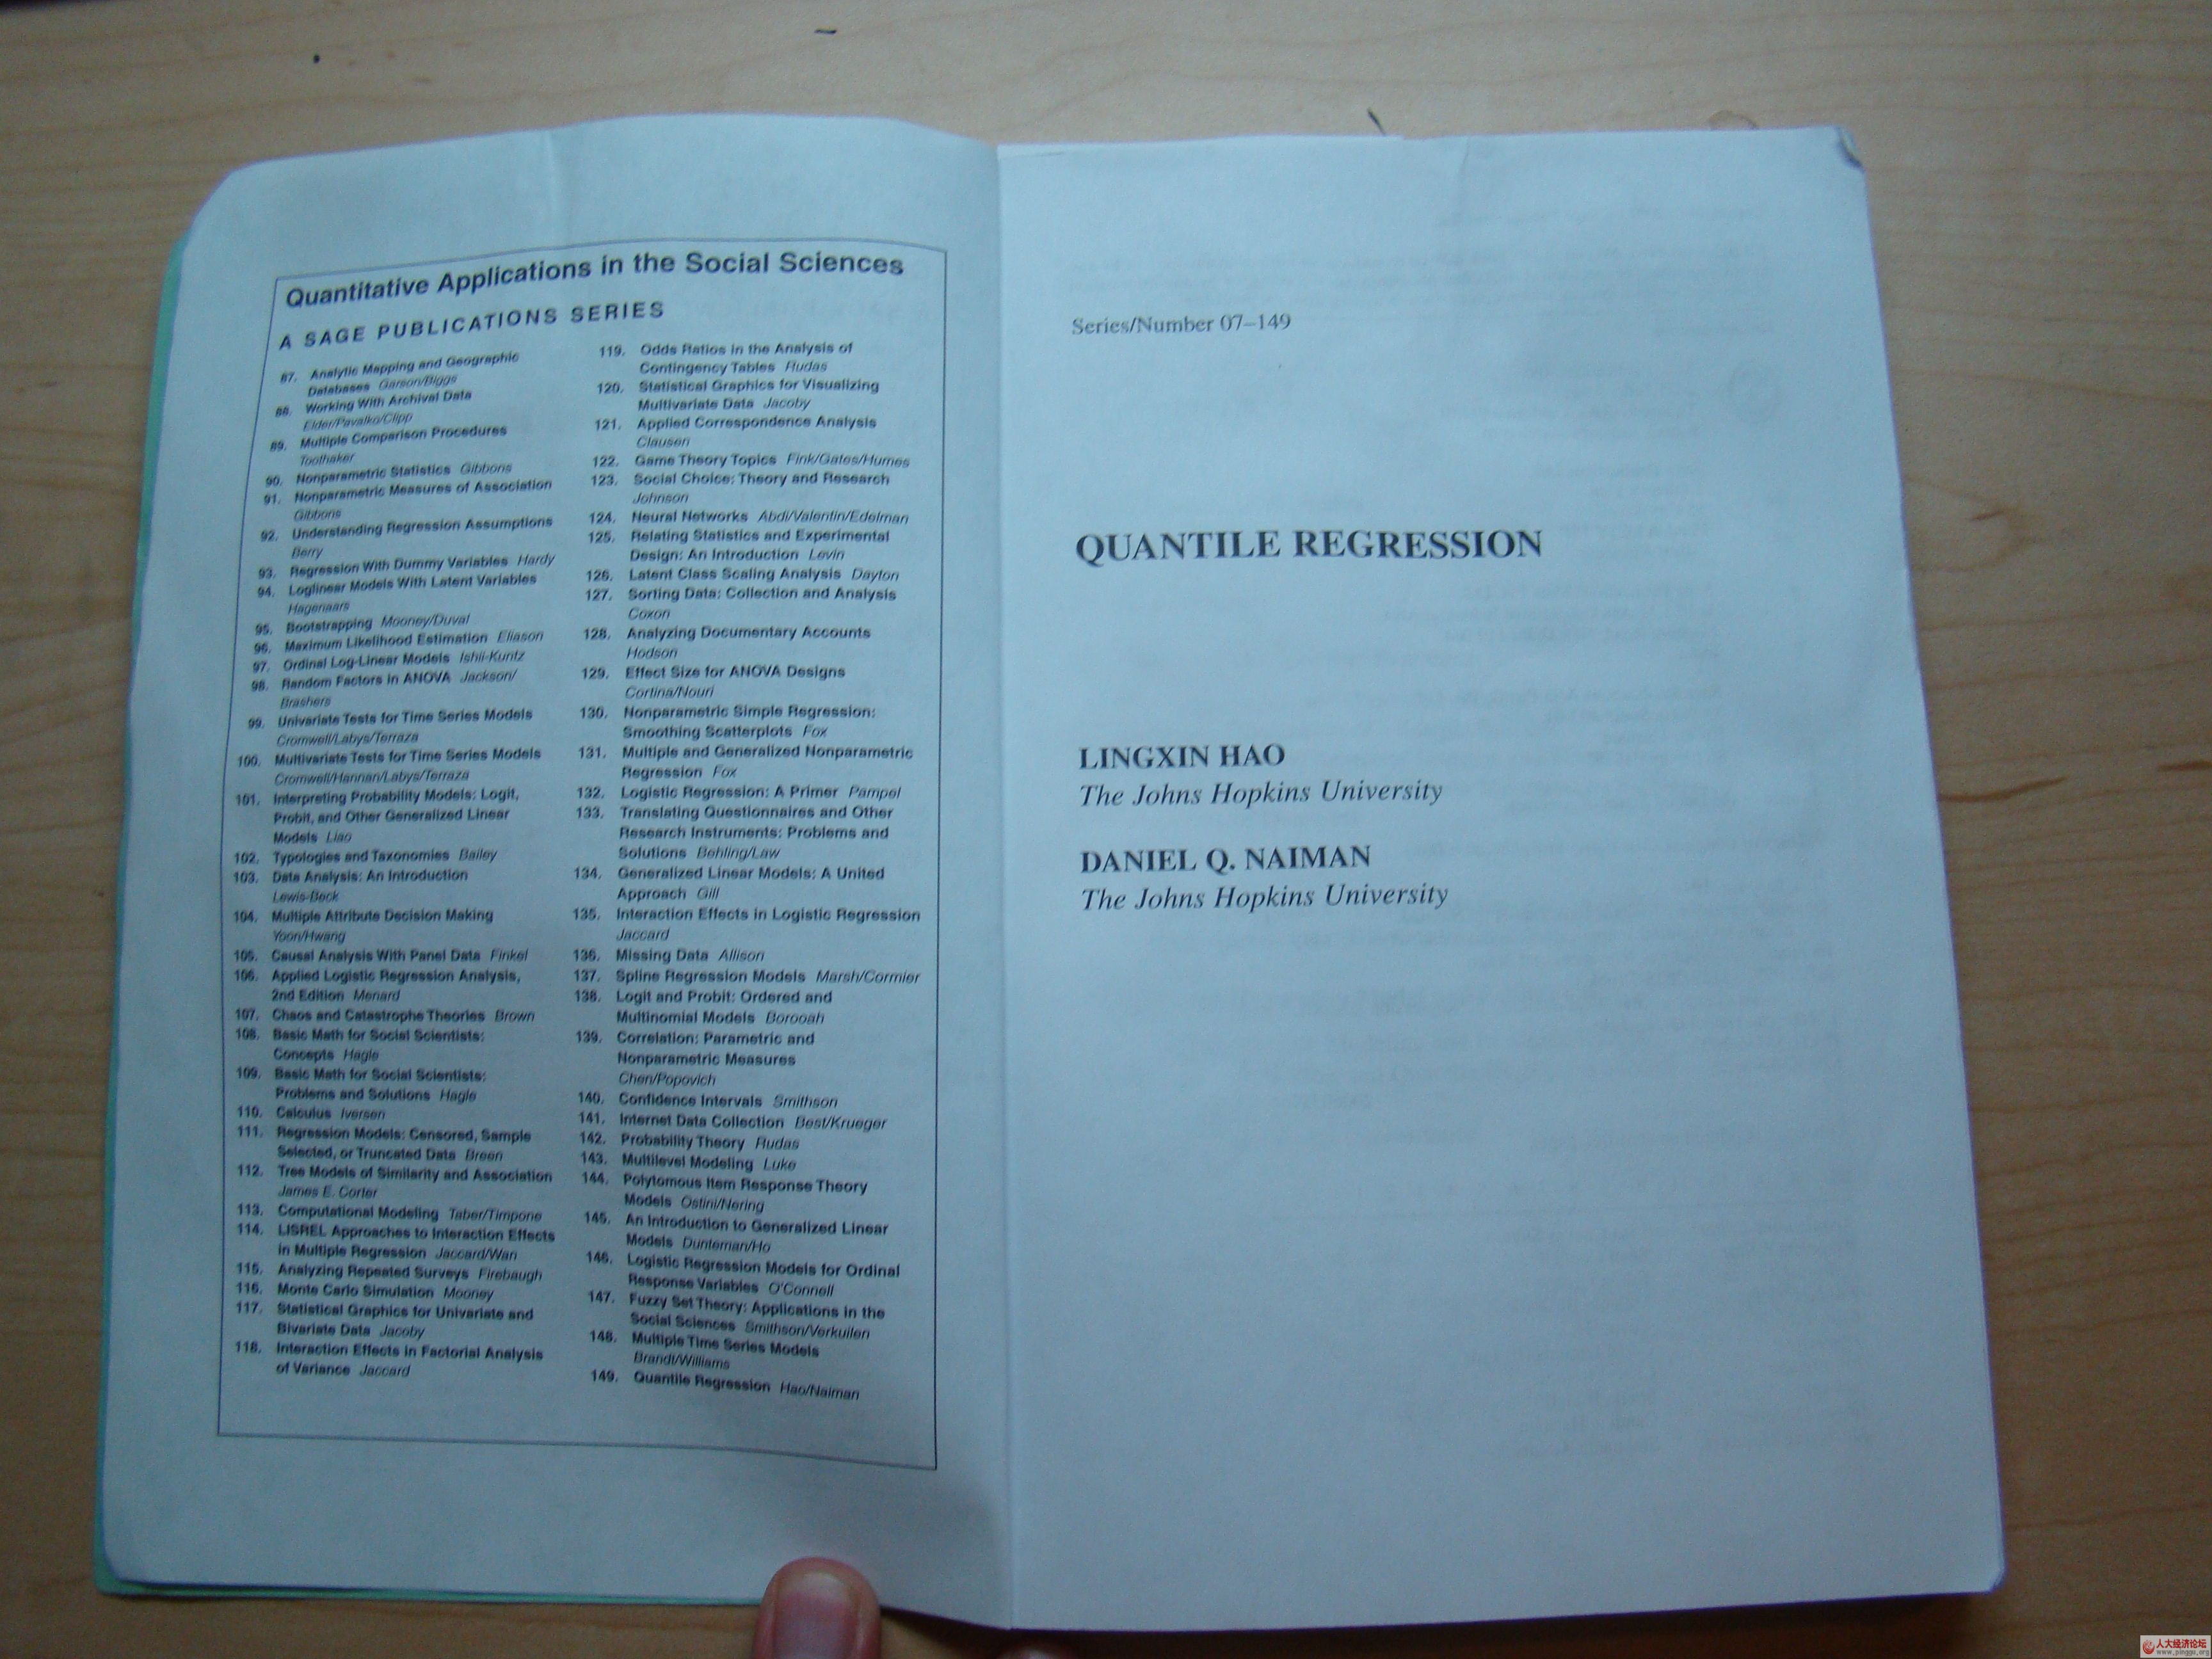 Quantitative Applications in the Social Sciences
A SAGE PUBLICATIONS SERIES
87. Analytic Mapping and Geographic
Databases Garson/Biggs
88. Working With Archival Data
Elder/Pavalko/Clipp
89. Multiple Comparison Procedures
Toothaker
90. Nonparametric Statistics Gibbons
91. Nonparametric Measures of Association
Gibbons
92. Understanding Regression Assumptions
Berry
93. Regression With Dummy Variables Hardy
94. Loglinear Models With Latent Variables
Hagenaars
95. Bootstrapping Mooney/Duval
96. Maximum Likelihood Estimation Eliason
97. Ordinal Log-Linear Models Ishii-Kuntz
98. Random Factors in ANOVA Jackson/
Brashers
99. Univariate Tests for Time Series Models
Cromwell/Labys/Terraza
100. Multivariate Tests for Time Series Models
Cromwell/Hannan/Labys/Terraza
101. Interpreting Probability Models: Logit,
Probit, and Other Generalized Linear
Models Liao
102. Typologies and Taxonomies Bailey
103. Data Analysis: An Introduction
Lewis-Beck
104. Multiple Attribute Decision Making
Yoon/Hwang
105. Causal Analysis With Panel Data Finkel
106. Applied Logistic Regression Analysis,
2nd Edition Menard
107. Chaos and Catastrophe Theories Brown
108. Basic Math for Social Scientists:
Concepts Hagle
109. Basic Math for Social Scientists:
Problems and Solutions Hagle
110. Calculus Iversen
111. Regression Models: Censored, Sample
Selected, or Truncated Data Breen
112. Tree Models of Similarity and Association
James E. Corter
113. Computational Modeling Taber/Timpone
114. LISREL Approaches to Interaction Effects
in Multiple Regression Jaccard/Wan
115. Analyzing Repeated Surveys Firebaugh
116. Monte Carlo Simulation Mooney
117. Statistical Graphics for Univariate and
Bivariate Data Jacoby
118. Interaction Effects in Factorial Analysis
of Variance Jaccard
119. Odds Ratios in the Analysis of
Contingency Tables Rudas
120. Statistical Graphics for Visualizing
Multivariate Data Jacoby
121. Applied Correspondence Analysis
Clausen
122. Game Theory Topics Fink/Gates/Humes
123. Social Choice: Theory and Research
Johnson
124. Neural Networks Abdi/Valentin/Edelman
125. Relating Statistics and Experimental
Design: An Introduction Levin
126. Latent Class Scaling Analysis Dayton
127. Sorting Data: Collection and Analysis
Coxon
128. Analyzing Documentary Accounts
Hodson
129. Effect Size for ANOVA Designs
Cortina/Nouri
130. Nonparametric Simple Regression:
Smoothing Scatterplots Fox
131. Multiple and Generalized Nonparametric
Regression Fox
132. Logistic Regression: A Primer Pampel
133. Translating Questionnaires and Other
Research Instruments: Problems and
Solutions Behling/Law
134. Generalized Linear Models: A United
Approach Gill
135. Interaction Effects in Logistic Regression
Jaccard
136. Missing Data Allison
137. Spline Regression Models Marsh/Cormier
138. Logit and Probit: Ordered and
Multinomial Models Borooah
139. Correlation: Parametric and
Nonparametric Measures
Chen/Popovich
140. Confidence Intervals Smithson
141. Internet Data Collection Best/Krueger
142. Probability Theory Rudas
143. Multilevel Modeling Luke
144. Polytomous Item Response Theory
Models Ostini/Nering
145. An Introduction to Generalized Linear
Models Dunteman/Ho
146. Logistic Regression Models for Ordinal
Response Variables O'Connell
147. Fuzzy Set Theory: Applications in the
Social Sciences Smithson/Verkuilen
148. Multiple Time Series Models
Brandt/Williams
149. Quantile Regression Hao/Naiman
Series/Number 07–149
QUANTILE REGRESSION
LINGXIN HAO
The Johns Hopkins University
DANIEL Q. NAIMAN
The Johns Hopkins University
人大经济论坛
www.pinggu.org